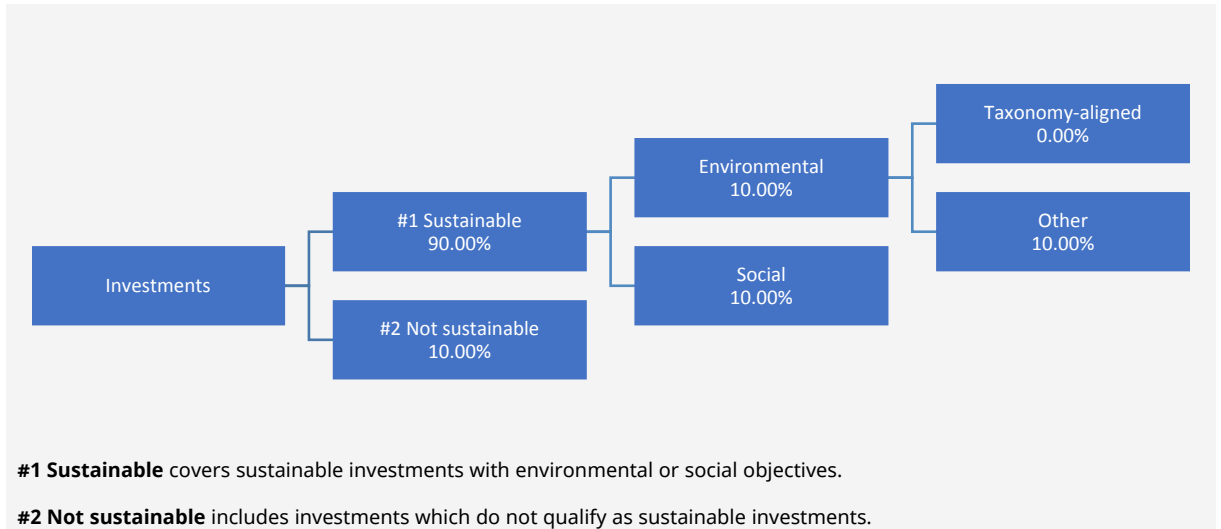 Taxonomy-aligned
0.00%
Environmental
10.00%
#1 Sustainable
90.00%
Other
10.00%
Investments
Social
10.00%
#2 Not sustainable
10.00%
#1 Sustainable covers sustainable investments with environmental or social objectives.
#2 Not sustainable includes investments which do not qualify as sustainable investments.